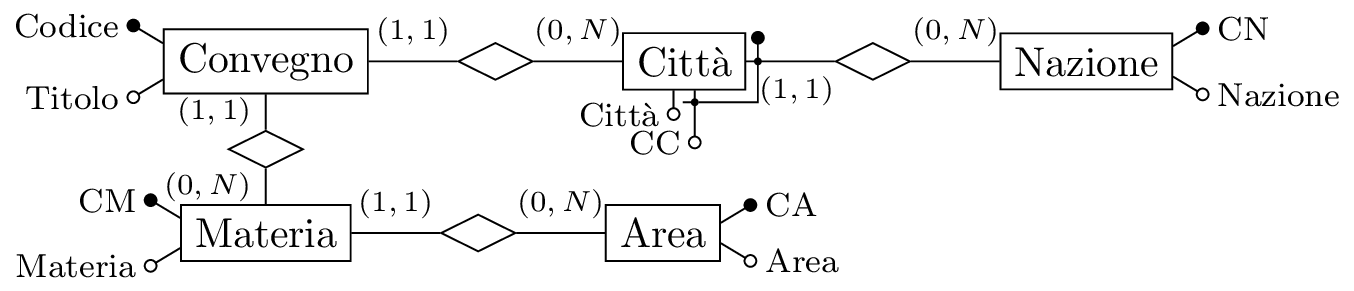 Codice
(1, 1)
(0, N)
(0, N)
CN
Convegno
Città
Nazione
Titolo
(1, 1)
(1, 1)
Nazione
Città
CC
CM
(0, N)
(1, 1)
(0, N)
CA
Materia
Area
Materia
Area